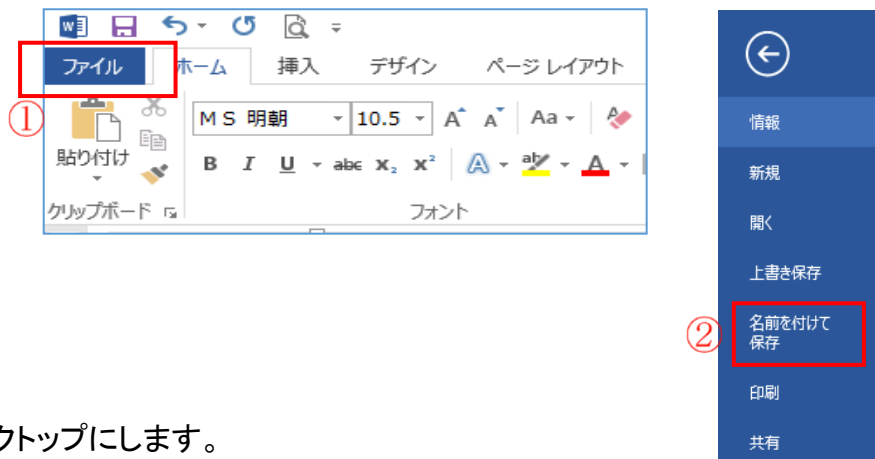 ファイル ホーム 挿入 デザイン ページ レイアウト
①
MS 明朝 10.5 A A Aa
貼り付け
B I U abc X₂ X² A ab A
クリップボード フォント
情報
新規
開く
上書き保存
②
名前を付けて
保存
印刷
共有
クトップにします。